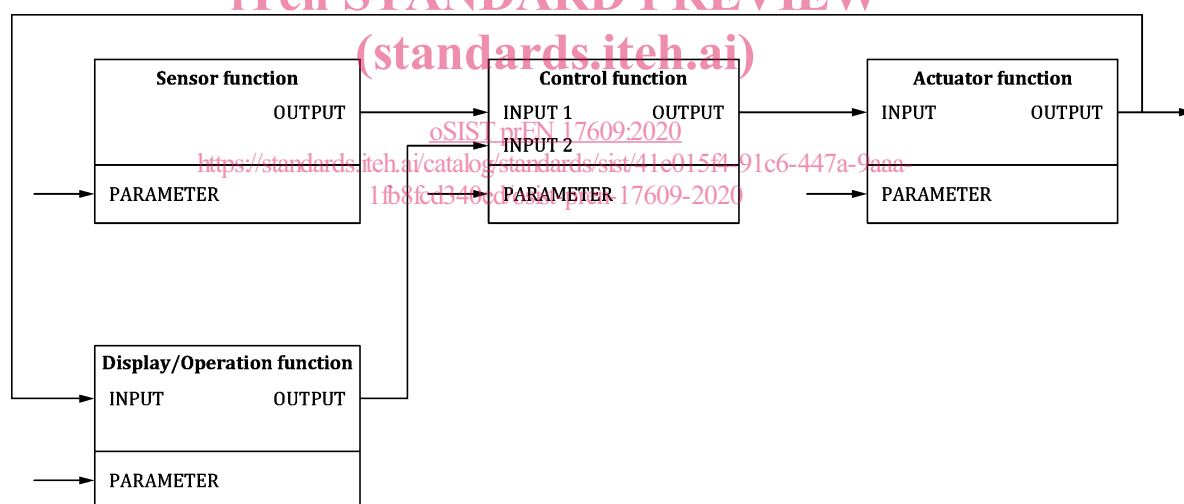 iTeh STANDARD PREVIEW
(standards.iteh.ai)
Sensor function
OUTPUT
PARAMETER
Control function
INPUT 1 OUTPUT
INPUT 2
PARAMETER
Actuator function
INPUT OUTPUT
PARAMETER
oSIST prEN 17609:2020
https://standards.iteh.ai/catalog/standards/sist/41e015f4-91c6-447a-9aaa-
1fb8fcd340ed/osist-pren-17609-2020
Display/Operation function
INPUT OUTPUT
PARAMETER